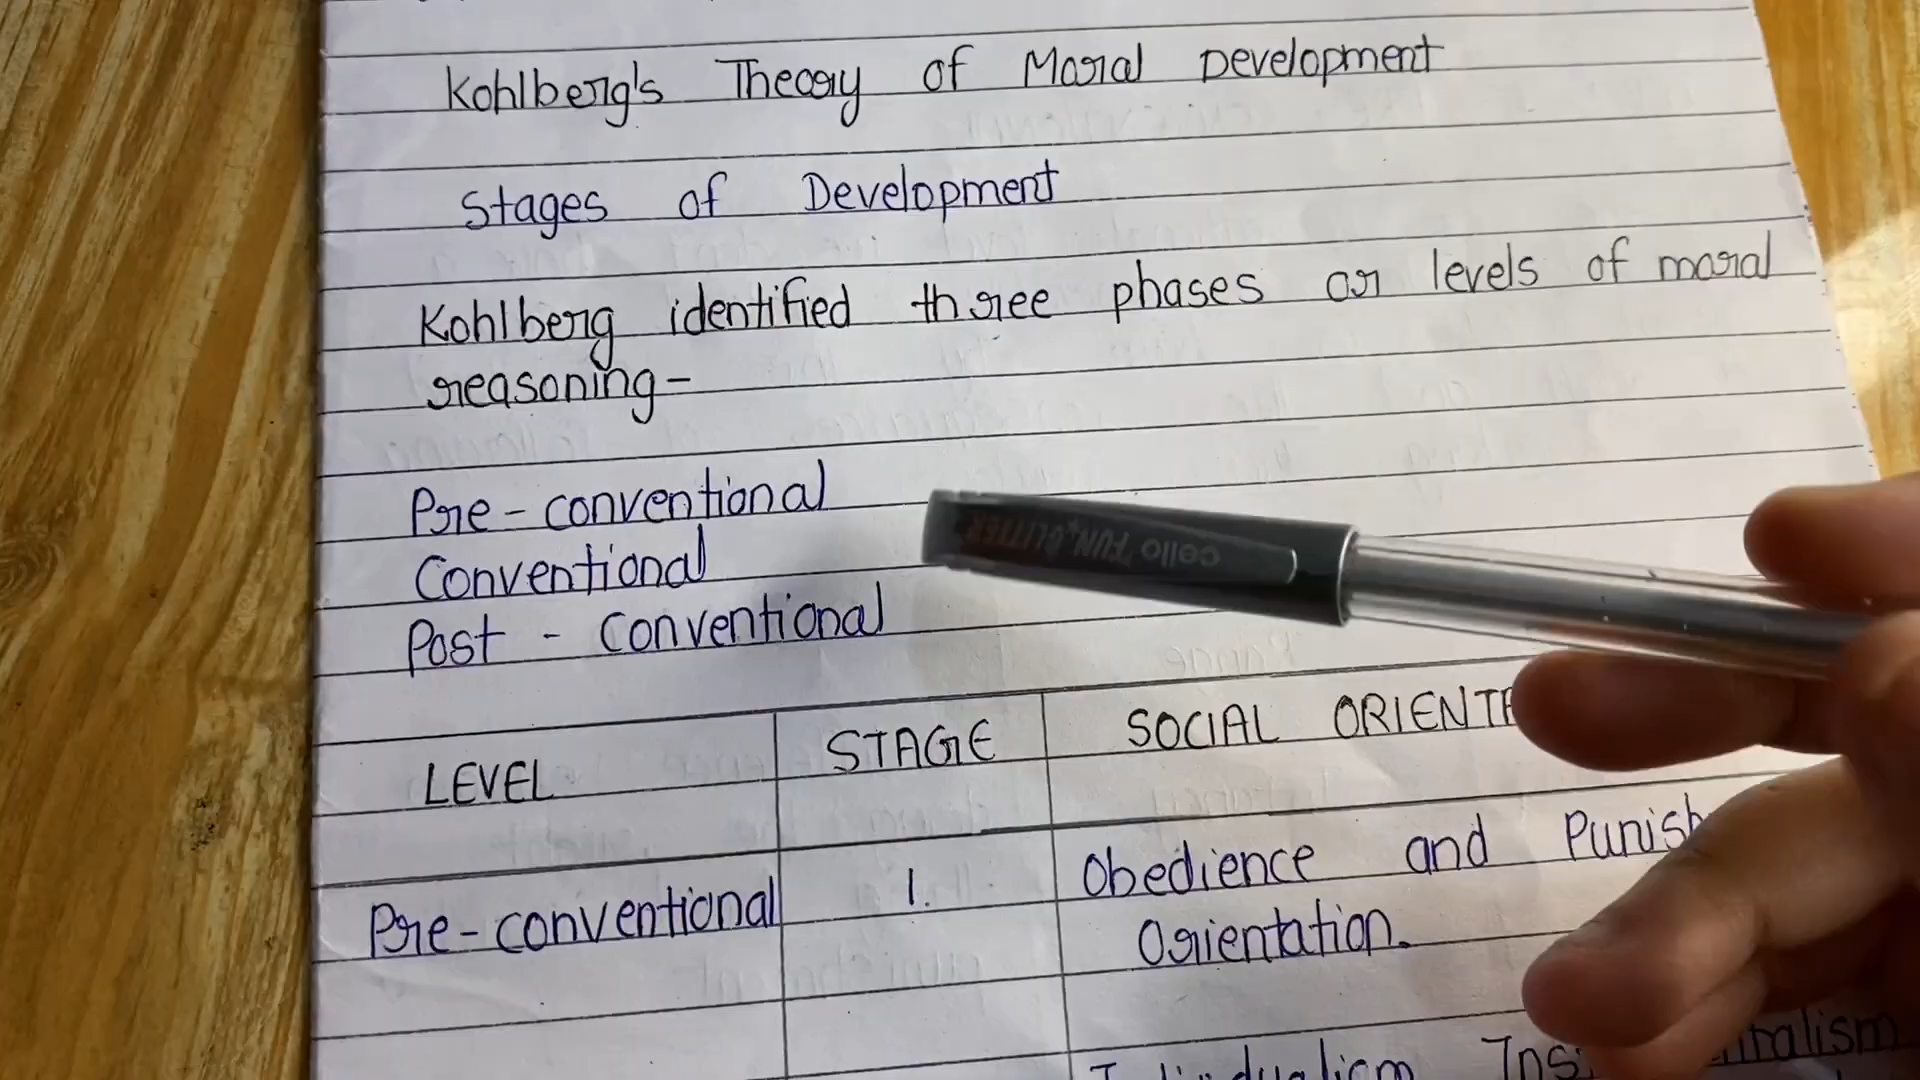 Kohlberg's Theory of Moral Development
Stages of Development
Kohlberg identified three phases or levels of moral
reasoning-
Pre-conventional
Conventional
Post - Conventional
cello FUN GLITTER
LEVEL STAGE SOCIAL
Pre-conventional 1. Obedience and
Orientation.